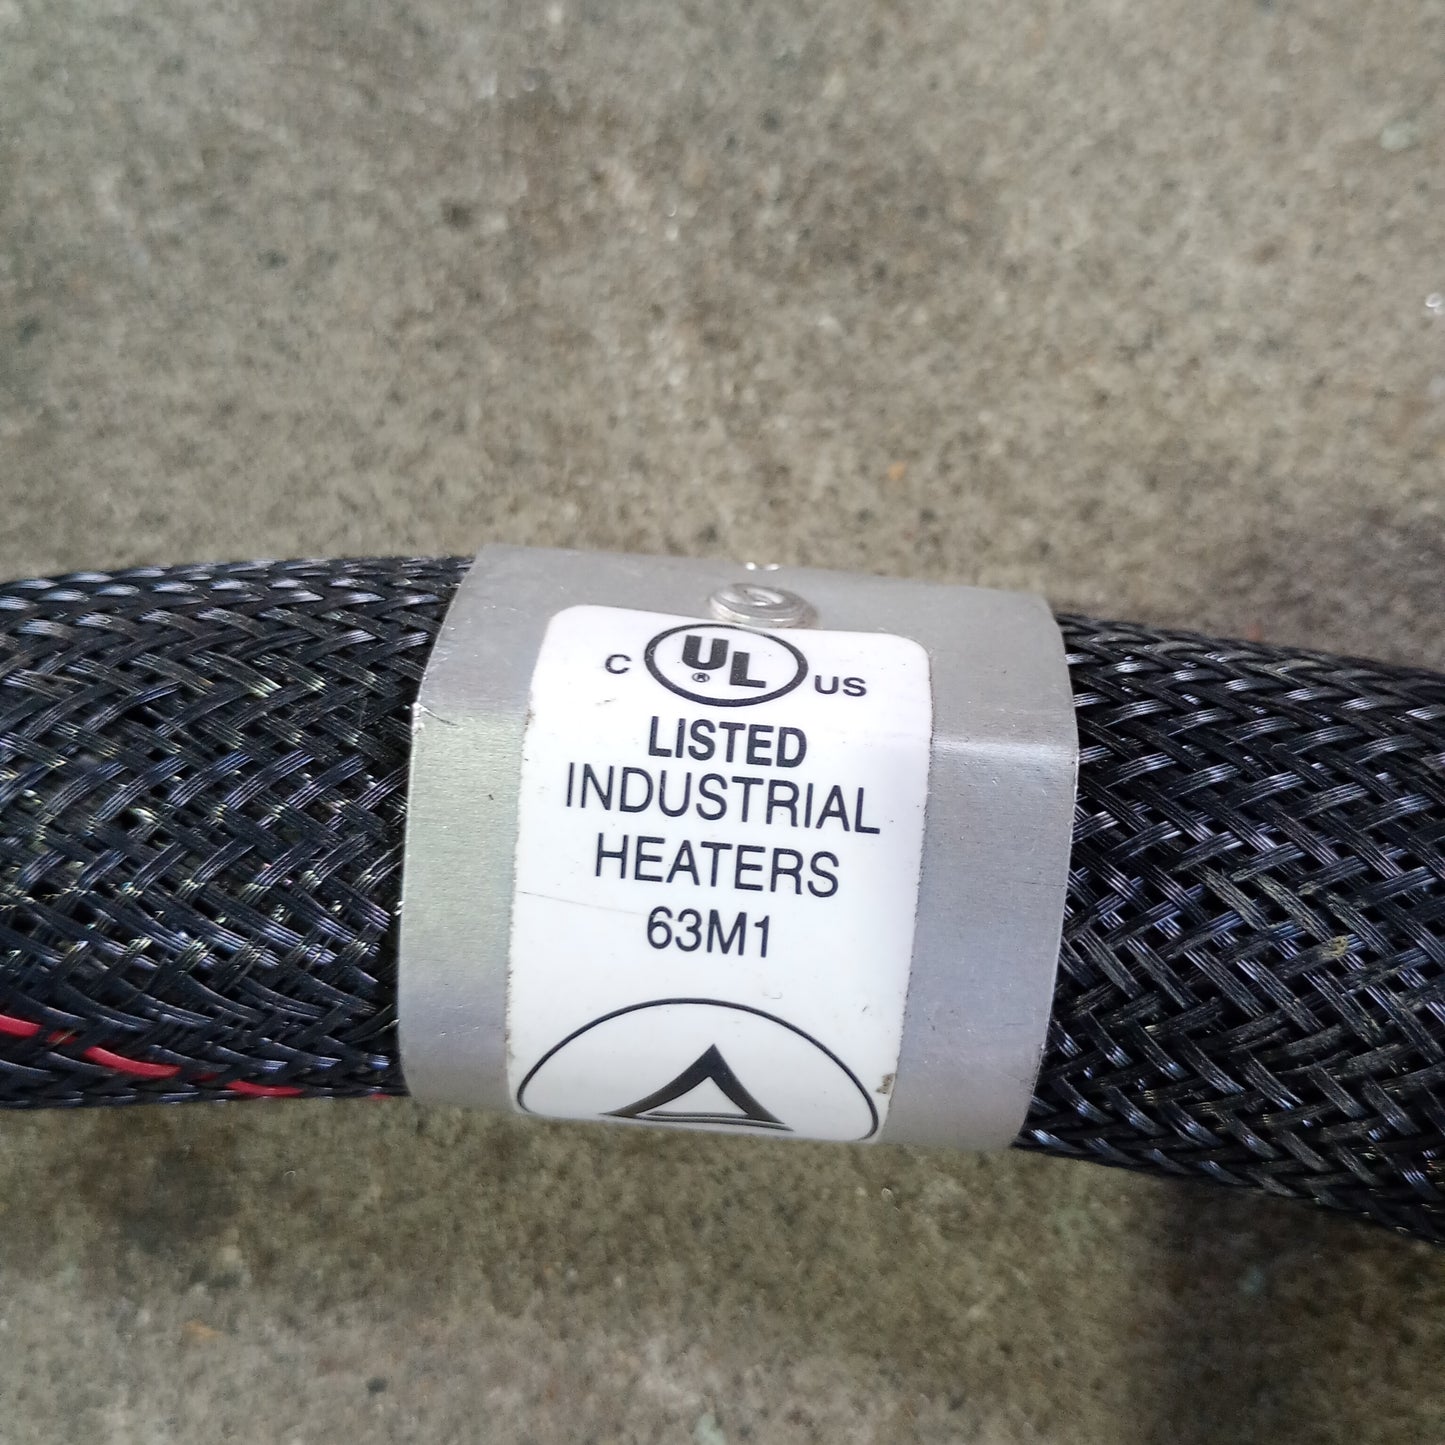 C UL® US
LISTED
INDUSTRIAL
HEATERS
63M1